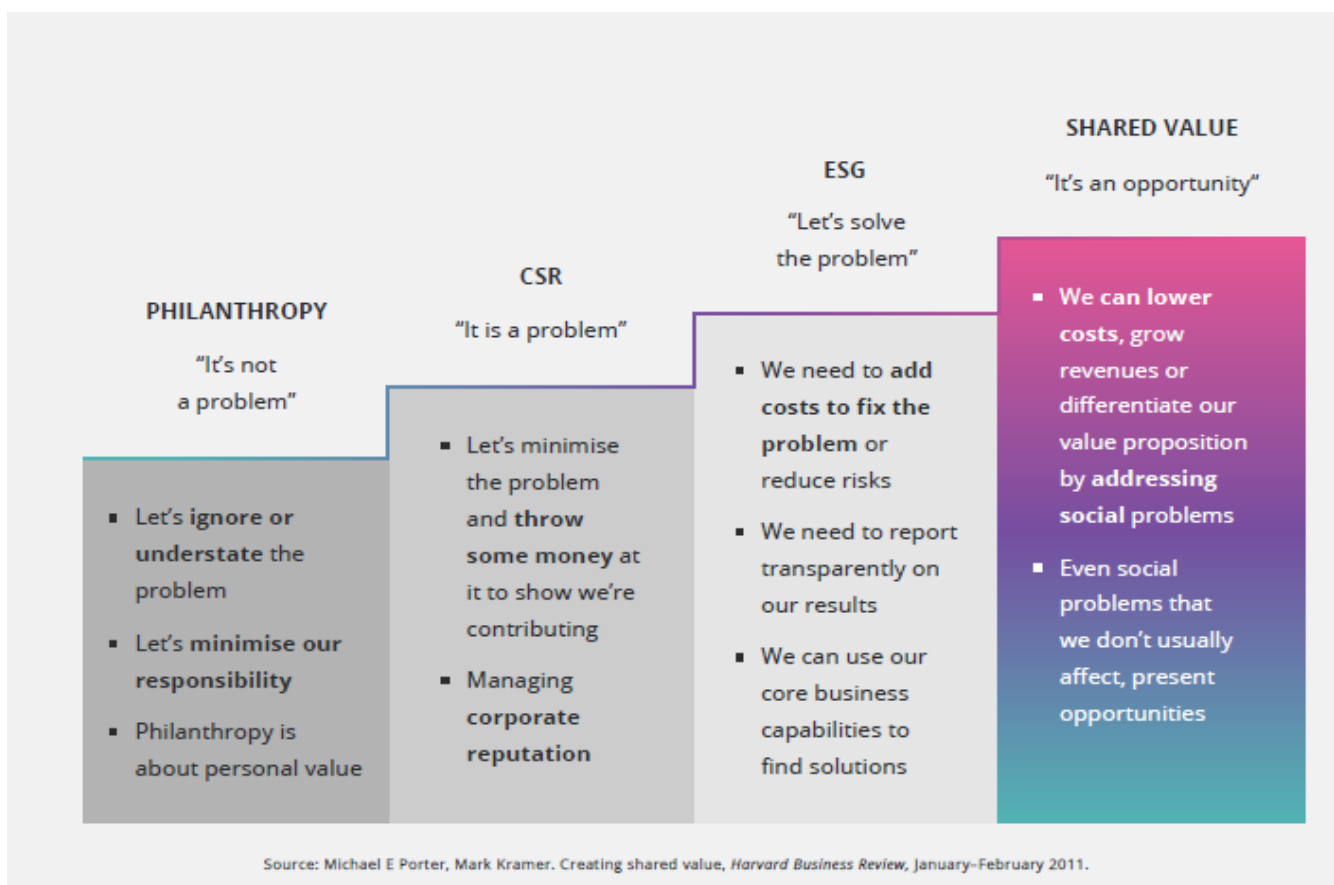 PHILANTHROPY
“It’s not
a problem”
▪ Let’s ignore or
understate the
problem
▪ Let’s minimise our
responsibility
▪ Philanthropy is
about personal value
CSR
“It is a problem”
▪ Let’s minimise
the problem
and throw
some money at
it to show we’re
contributing
▪ Managing
corporate
reputation
ESG
“Let’s solve
the problem”
▪ We need to add
costs to fix the
problem or
reduce risks
▪ We need to report
transparently on
our results
▪ We can use our
core business
capabilities to
find solutions
SHARED VALUE
“It’s an opportunity”
▪ We can lower
costs, grow
revenues or
differentiate our
value proposition
by addressing
social problems
▪ Even social
problems that
we don’t usually
affect, present
opportunities
Source: Michael E Porter, Mark Kramer. Creating shared value, Harvard Business Review, January–February 2011.